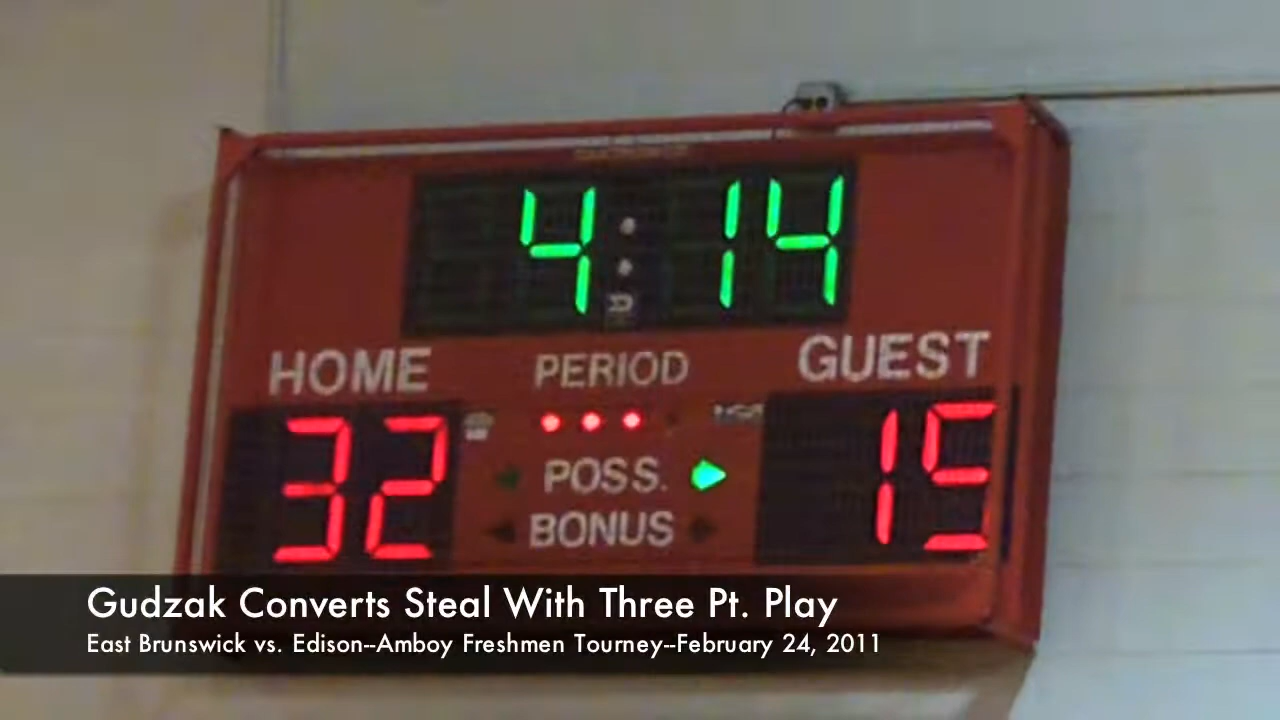 4:14
HOME PERIOD GUEST
32 15
POSS.
BONUS
Gudzak Converts Steal With Three Pt. Play
East Brunswick vs. Edison--Amboy Freshmen Tourney--February 24, 2011